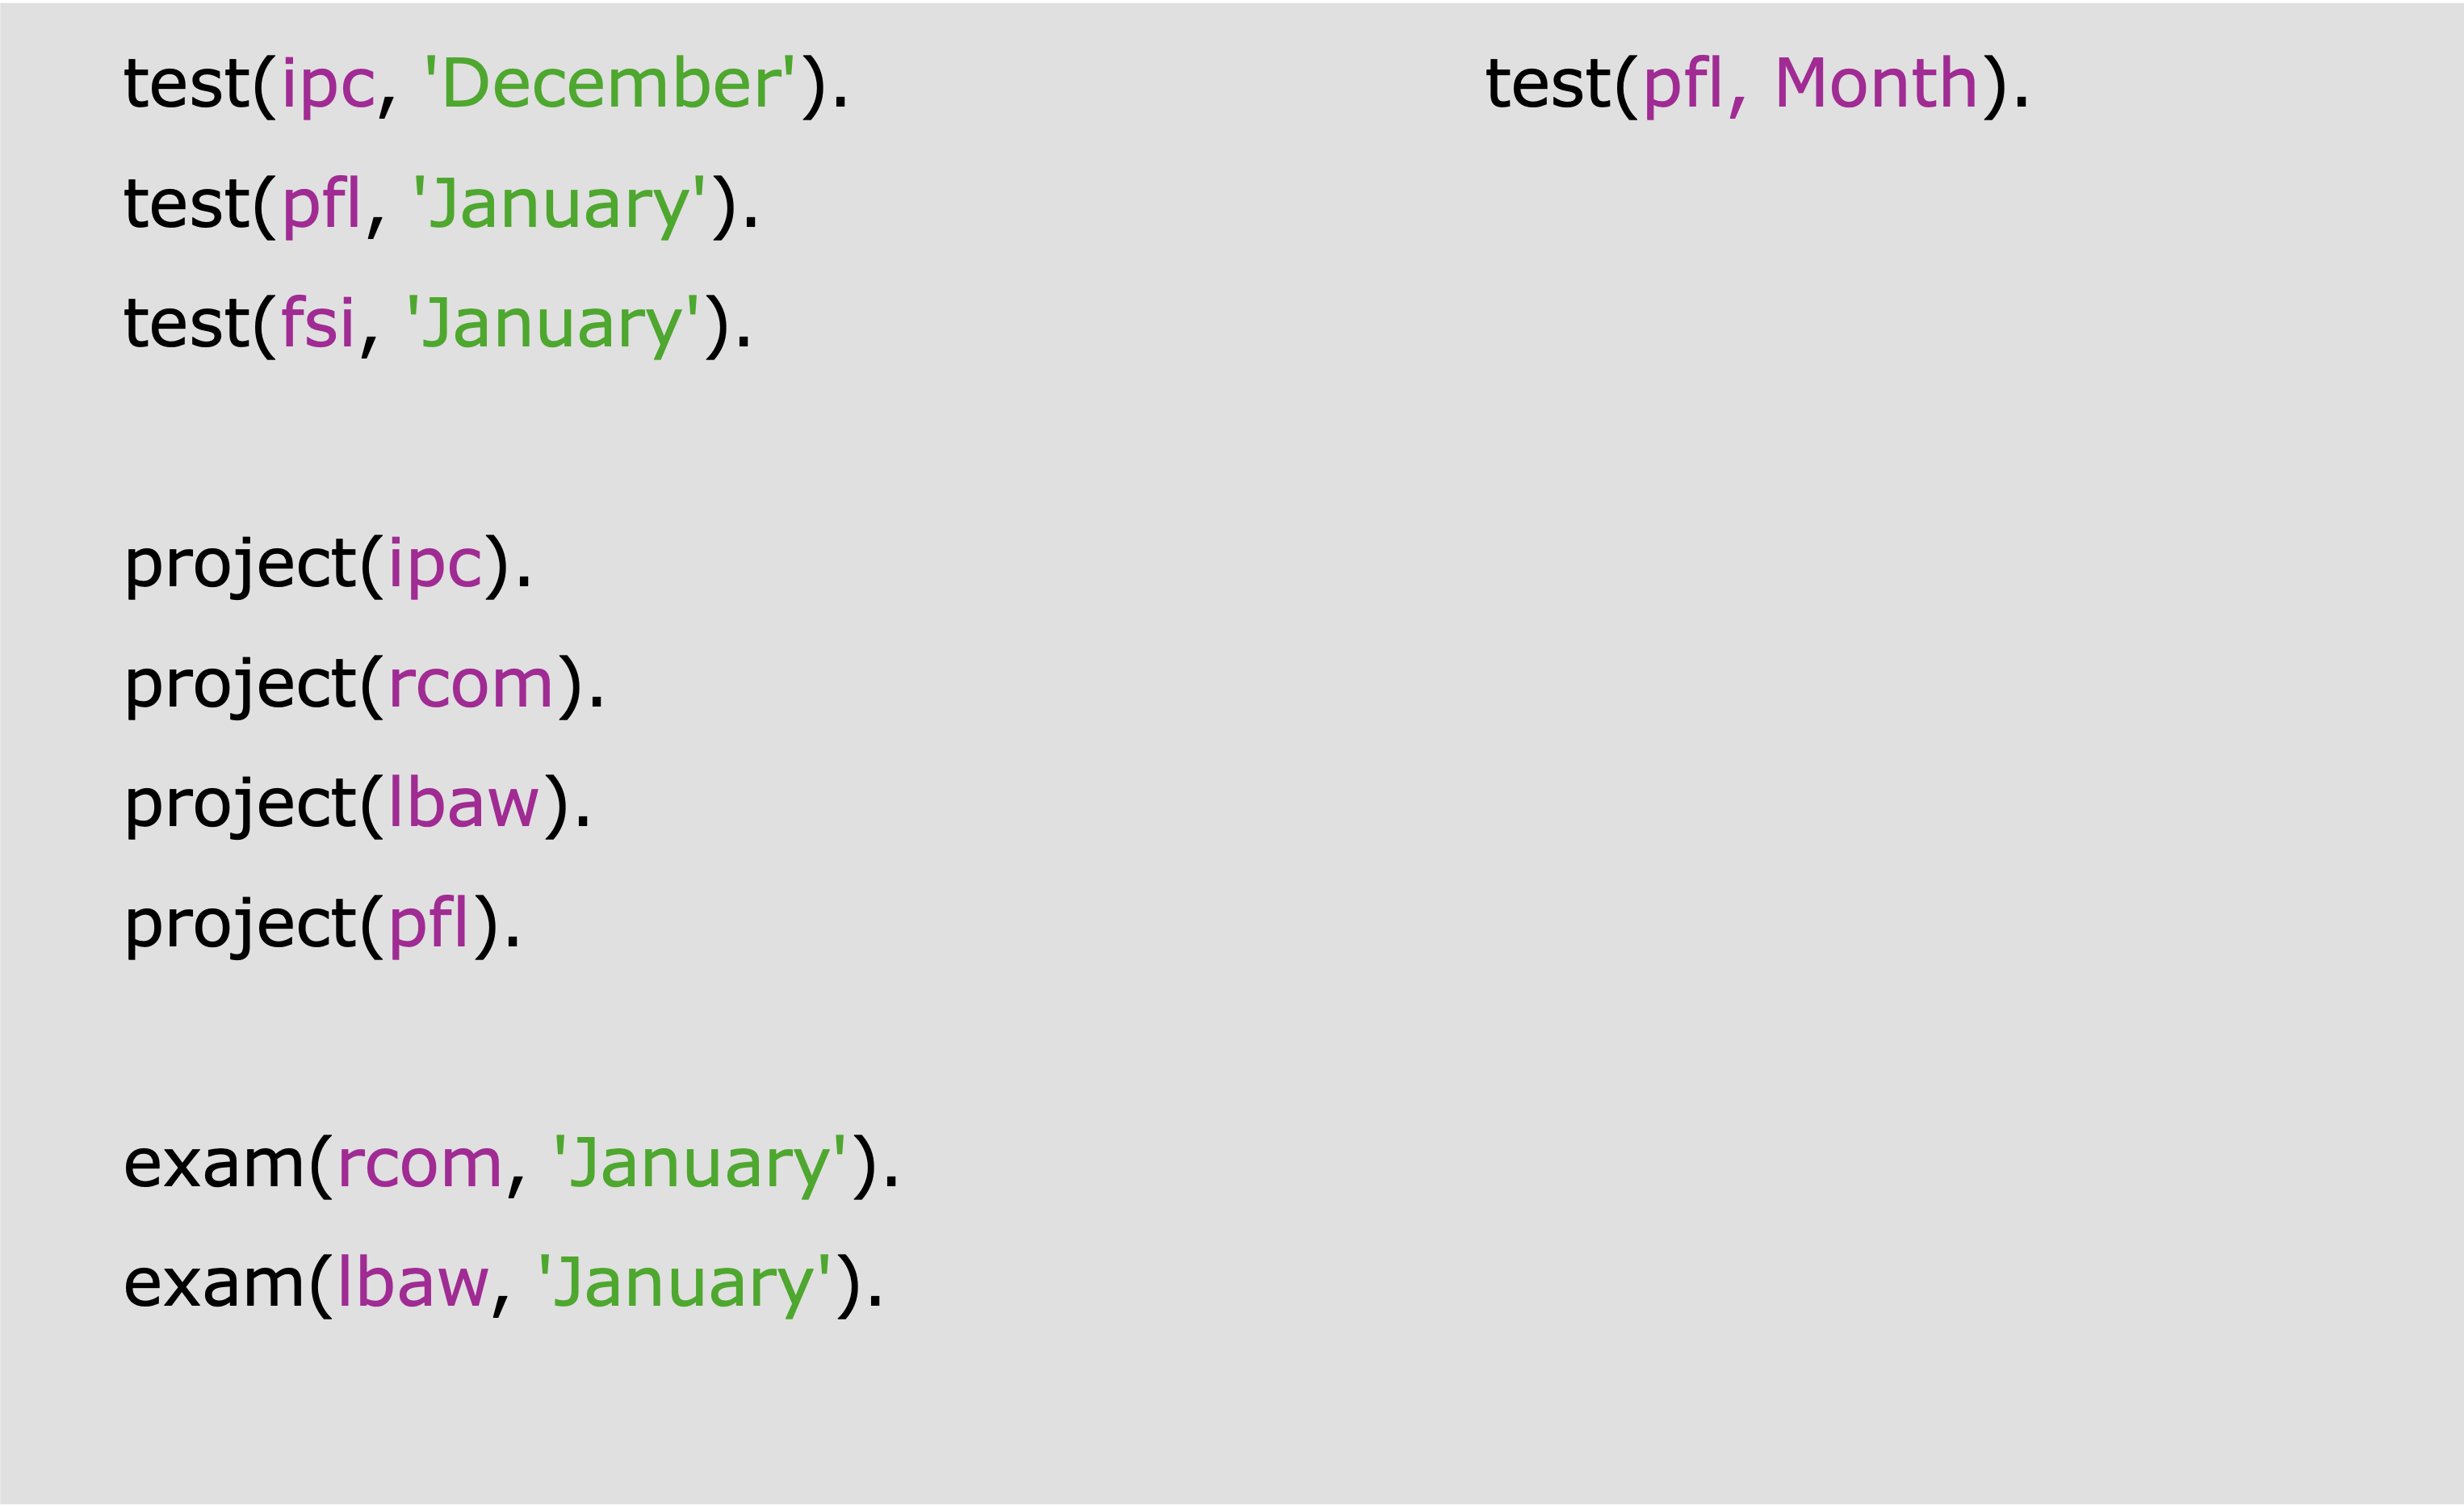 test(ipc, 'December').
test(pfl, 'January').
test(fsi, 'January').
project(ipc).
project(rcom).
project(lbaw).
project(pfl).
exam(rcom, 'January').
exam(lbaw, 'January').
test(pfl, Month).